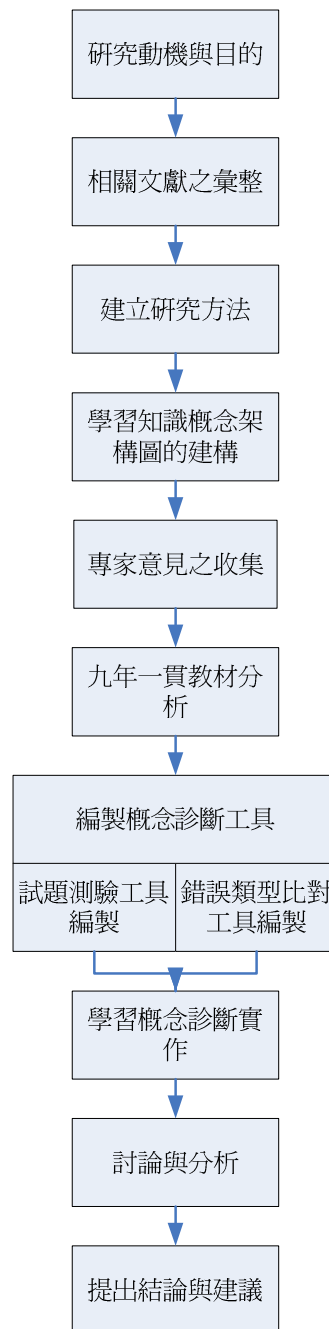 研究動機與目的
相關文獻之彙整
建立研究方法
學習知識概念架
構圖的建構
專家意見之收集
九年一貫教材分
析
編製概念診斷工具
試題測驗工具
編製
錯誤類型比對
工具編製
學習概念診斷實
作
討論與分析
提出結論與建議